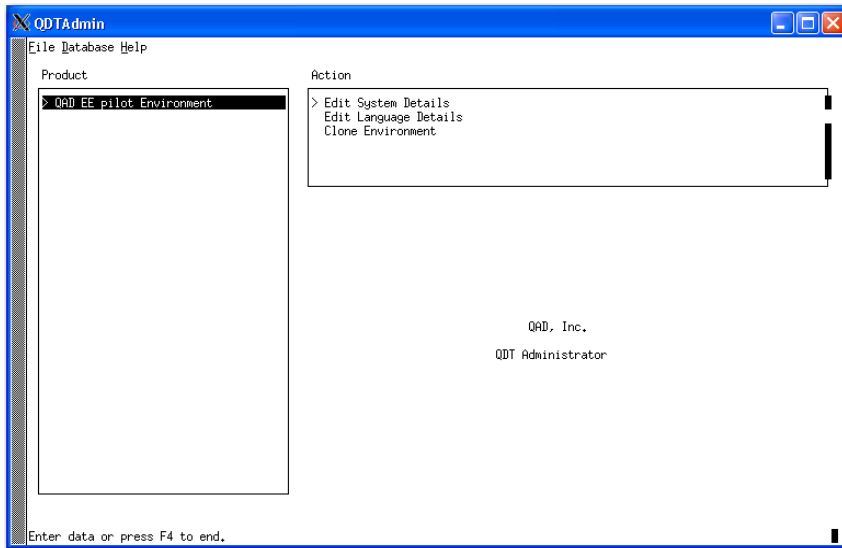 QDTAdmin
File Database Help
Product
Action
> QAD EE pilot Environment
> Edit System Details
Edit Language Details
Clone Environment
QAD, Inc.
QDT Administrator
Enter data or press F4 to end.